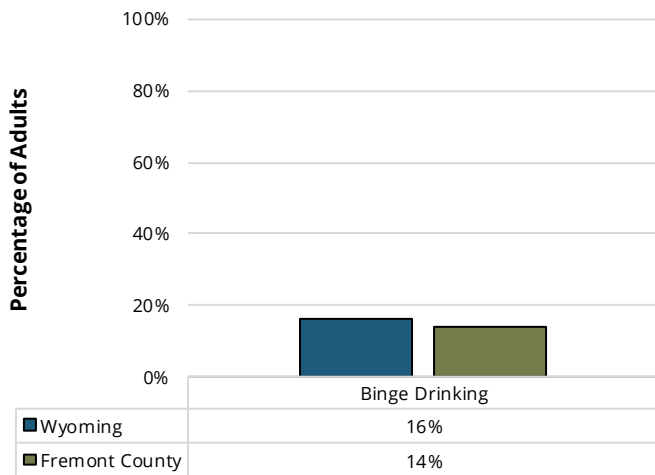 Percentage of Adults
100%
80%
60%
40%
20%
0%
Binge Drinking
Wyoming 16%
Fremont County 14%